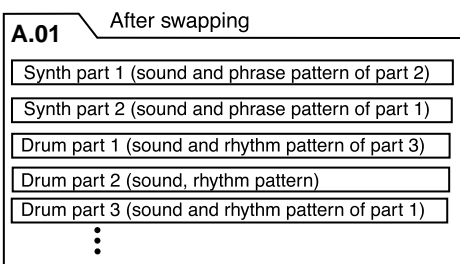 After swapping
A.01
Synth part 1 (sound and phrase pattern of part 2)
Synth part 2 (sound and phrase pattern of part 1)
Drum part 1 (sound and rhythm pattern of part 3)
Drum part 2 (sound, rhythm pattern)
Drum part 3 (sound and rhythm pattern of part 1)